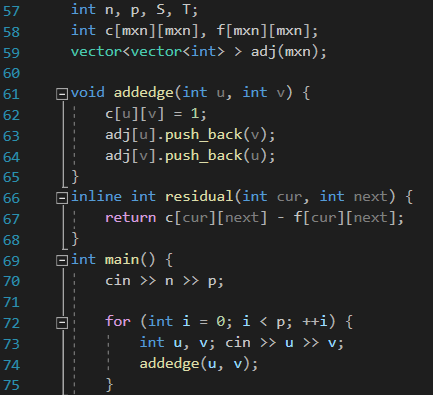 57 int n, p, S, T;
58 int c[mxn][mxn], f[mxn][mxn];
59 vector<vector<int> > adj(mxn);
60
61 void addedge(int u, int v) {
62     c[u][v] = 1;
63     adj[u].push_back(v);
64     adj[v].push_back(u);
65 }
66 inline int residual(int cur, int next) {
67     return c[cur][next] - f[cur][next];
68 }
69 int main() {
70     cin >> n >> p;
71
72     for (int i = 0; i < p; ++i) {
73         int u, v; cin >> u >> v;
74         addedge(u, v);
75     }